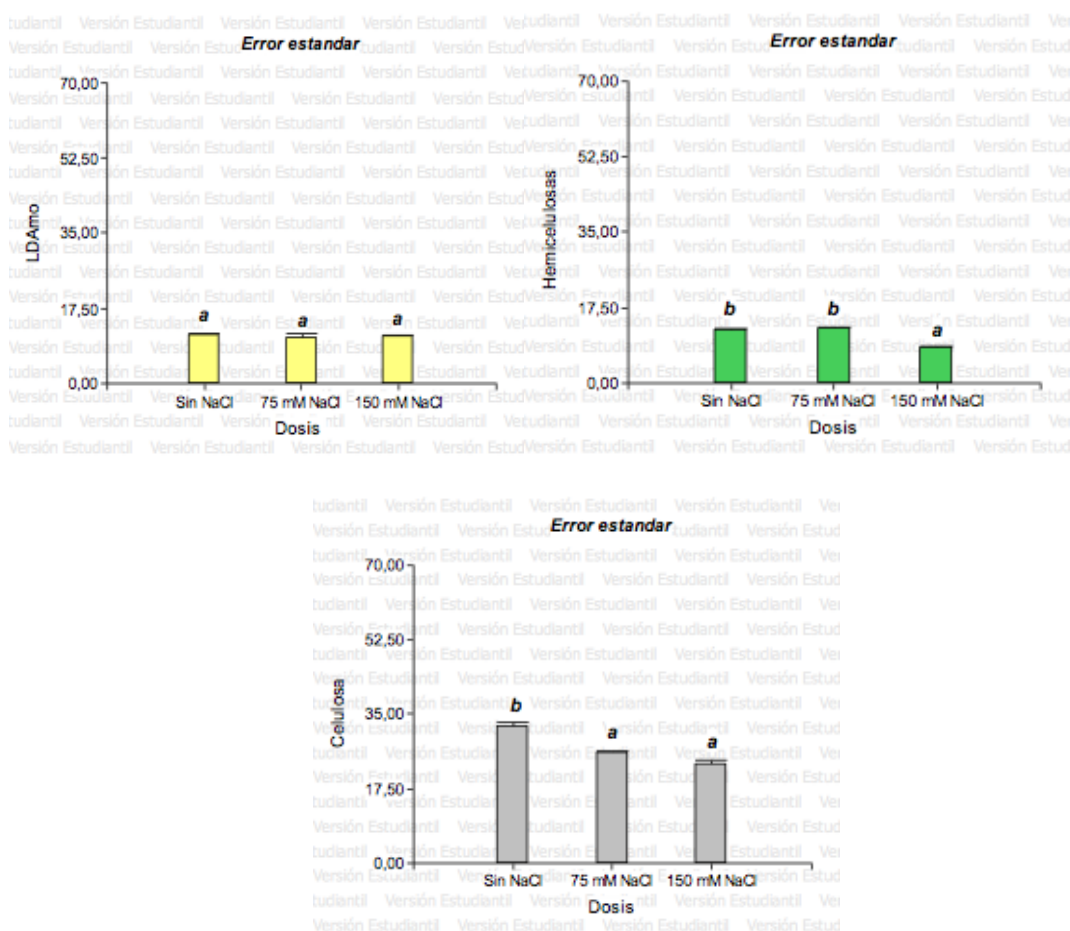 Error estandar
70,00
52,50
35,00
17,50
0,00
LDAmo
a
a
a
Sin NaCl
75 mM NaCl
150 mM NaCl
Dosis
Error estandar
70,00
52,50
35,00
17,50
0,00
Hemicelulosas
b
b
a
Sin NaCl
75 mM NaCl
150 mM NaCl
Dosis
Error estandar
70,00
52,50
35,00
17,50
0,00
Celulosa
b
a
a
Sin NaCl
75 mM NaCl
150 mM NaCl
Dosis
Versión Estudiantil